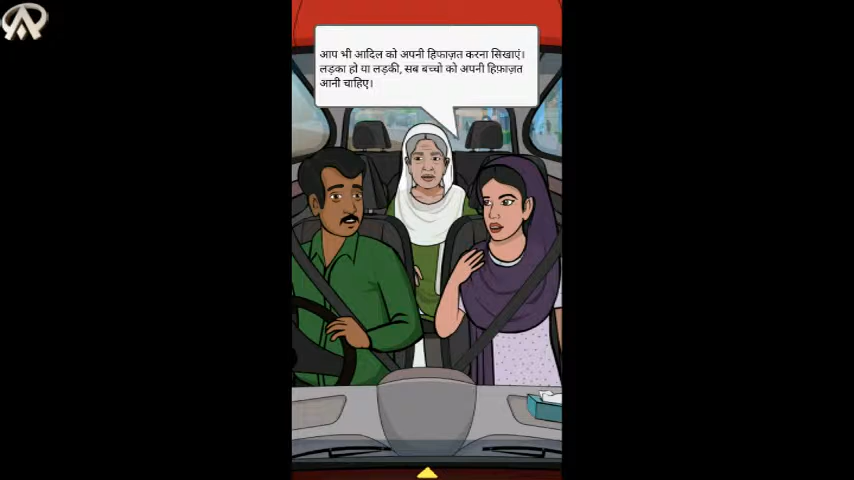 आप भी आदिल को अपनी हिफाज़त करना सिखाएं।
लड़का हो या लड़की, सब बच्चो को अपनी हिफ़ाज़त
आनी चाहिए।